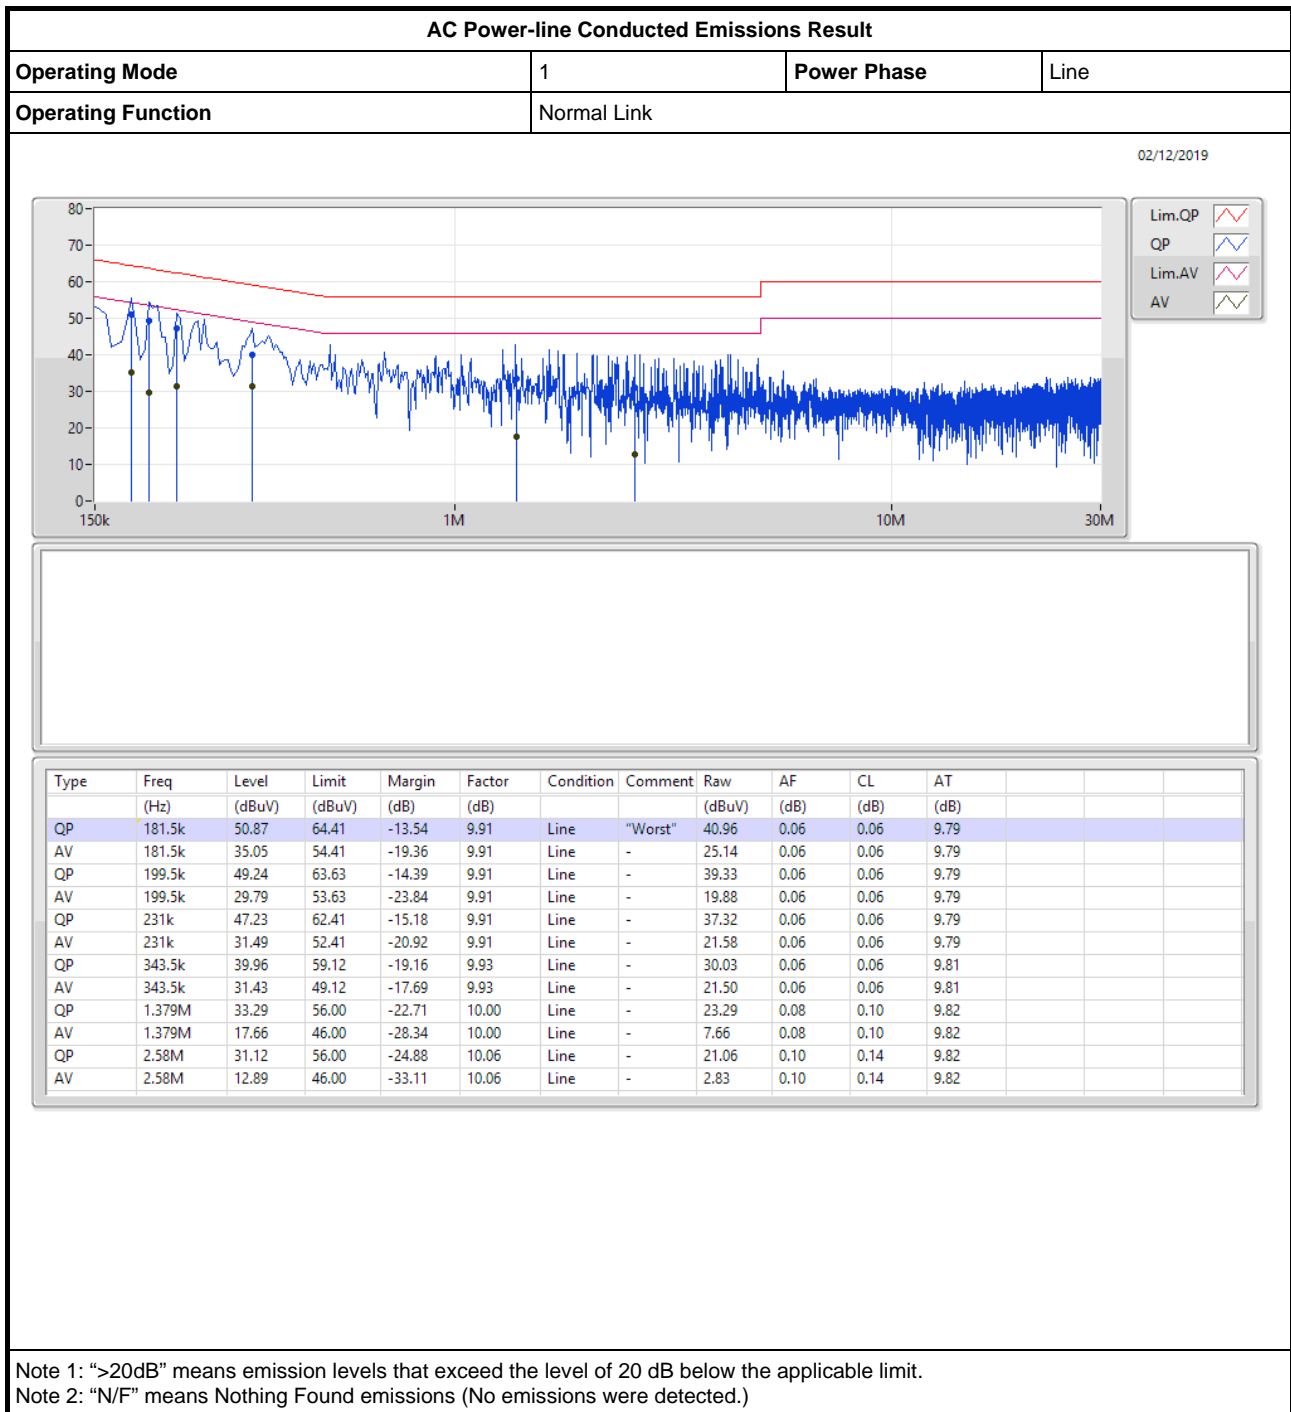 AC Power-line Conducted Emissions Result
Operating Mode 1 Power Phase Line
Operating Function Normal Link
02/12/2019
80
70
60
50
40
30
20
10
0
150k 1M 10M 30M
Lim.QP
QP
Lim.AV
AV
Type Freq Level Limit Margin Factor Condition Comment Raw AF CL AT
(Hz) (dBuV) (dBuV) (dB) (dB) (dBuV) (dB) (dB) (dB)
QP 181.5k 50.87 64.41 -13.54 9.91 Line "Worst" 40.96 0.06 0.06 9.79
AV 181.5k 35.05 54.41 -19.36 9.91 Line - 25.14 0.06 0.06 9.79
QP 199.5k 49.24 63.63 -14.39 9.91 Line - 39.33 0.06 0.06 9.79
AV 199.5k 29.79 53.63 -23.84 9.91 Line - 19.88 0.06 0.06 9.79
QP 231k 47.23 62.41 -15.18 9.91 Line - 37.32 0.06 0.06 9.79
AV 231k 31.49 52.41 -20.92 9.91 Line - 21.58 0.06 0.06 9.79
QP 343.5k 39.96 59.12 -19.16 9.93 Line - 30.03 0.06 0.06 9.81
AV 343.5k 31.43 49.12 -17.69 9.93 Line - 21.50 0.06 0.06 9.81
QP 1.379M 33.29 56.00 -22.71 10.00 Line - 23.29 0.08 0.10 9.82
AV 1.379M 17.66 46.00 -28.34 10.00 Line - 7.66 0.08 0.10 9.82
QP 2.58M 31.12 56.00 -24.88 10.06 Line - 21.06 0.10 0.14 9.82
AV 2.58M 12.89 46.00 -33.11 10.06 Line - 2.83 0.10 0.14 9.82
Note 1: “>20dB” means emission levels that exceed the level of 20 dB below the applicable limit.
Note 2: “N/F” means Nothing Found emissions (No emissions were detected.)